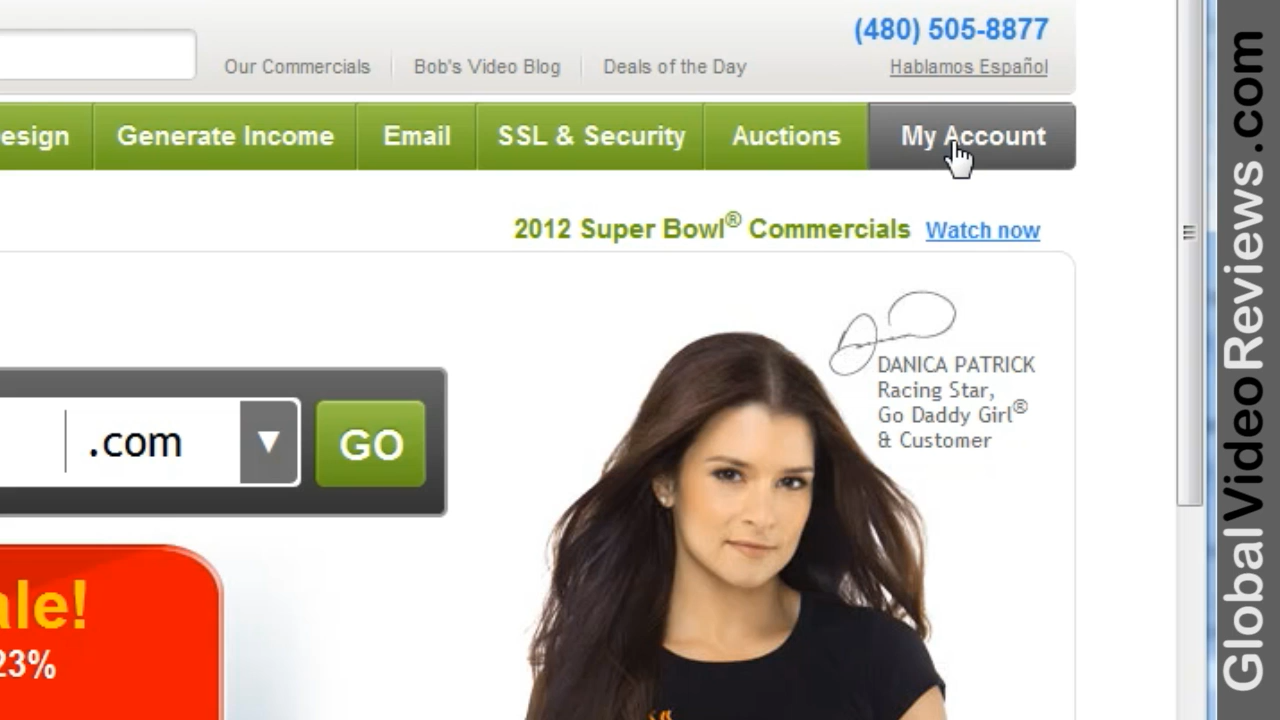 (480) 505-8877
Our Commercials Bob's Video Blog Deals of the Day Hablamos Español
esign Generate Income Email SSL & Security Auctions My Account
2012 Super Bowl® Commercials Watch now
DANICA PATRICK
Racing Star,
Go Daddy Girl®
& Customer
.com GO
ale!
23%
GlobalVideoReviews.com